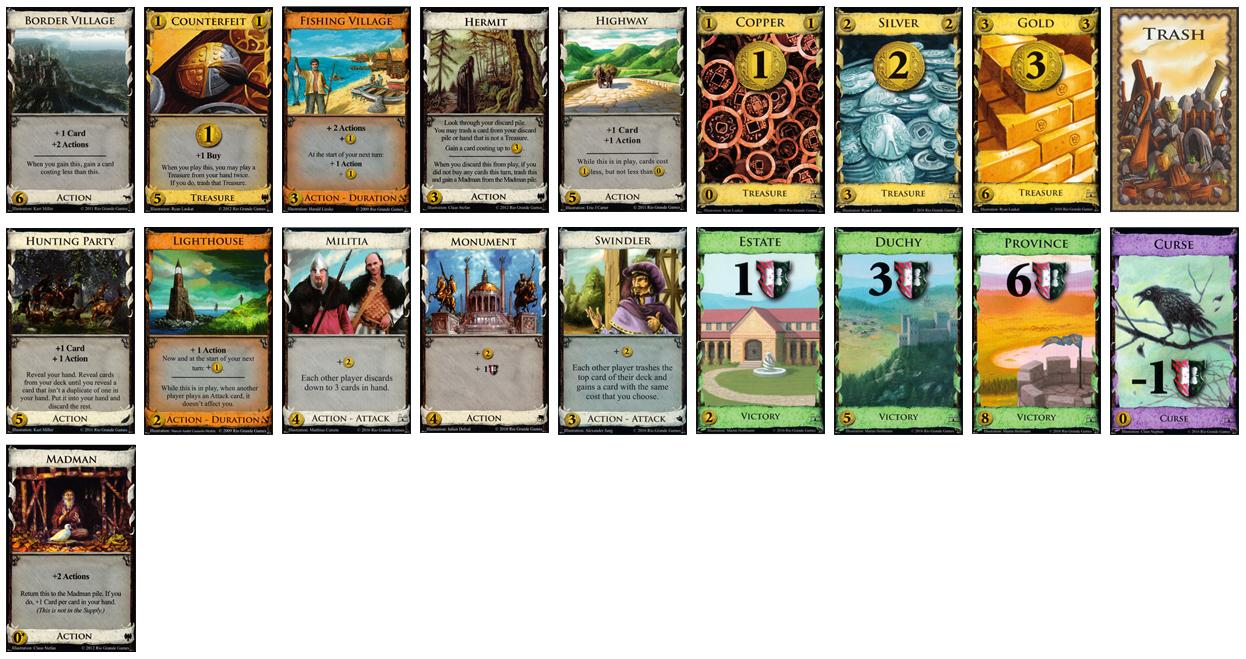 BORDER VILLAGE
+1 Card
+2 Actions
When you gain this, gain a card
costing less than this.
6 ACTION
1 COUNTERFEIT 1
1
+1 Buy
When you play this, you may play a
Treasure from your hand twice.
If you do, trash that Treasure.
5 TREASURE
FISHING VILLAGE
+ 2 Actions
+ 1
At the start of your next turn:
+ 1 Action
+ 1
3 ACTION - DURATION
HERMIT
Look through your discard pile.
You may trash a card from your discard
pile or hand that is not a Treasure.
Gain a card costing up to 3.
When you discard this from play, if you
did not buy any cards this turn, trash this
and gain a Madman from the Madman pile.
3 ACTION
HIGHWAY
+1 Card
+1 Action
While this is in play, cards cost
1 less, but not less than 0.
5 ACTION
1 COPPER 1
1
0 TREASURE
2 SILVER 2
2
3 TREASURE
3 GOLD 3
3
6 TREASURE
TRASH
HUNTING PARTY
+1 Card
+1 Action
Reveal your hand. Reveal cards
from your deck until you reveal a
card that isn't a duplicate of one in
your hand. Put it into your hand and
discard the rest.
5 ACTION
LIGHTHOUSE
+ 1 Action
Now and at the start of your next
turn: + 1
While this is in play, when another
player plays an Attack card, it
doesn't affect you.
2 ACTION - DURATION
MILITIA
+ 2
Each other player discards
down to 3 cards in hand.
4 ACTION - ATTACK
MONUMENT
+ 2
+ 1
4 ACTION
SWINDLER
+ 2
Each other player trashes the
top card of their deck and
gains a card with the same
cost that you choose.
3 ACTION - ATTACK
ESTATE
1
2 VICTORY
DUCHY
3
5 VICTORY
PROVINCE
6
8 VICTORY
CURSE
-1
0 CURSE
MADMAN
+2 Actions
Return this to the Madman pile. If you
do, +1 Card per card in your hand.
(This is not in the Supply.)
0* ACTION